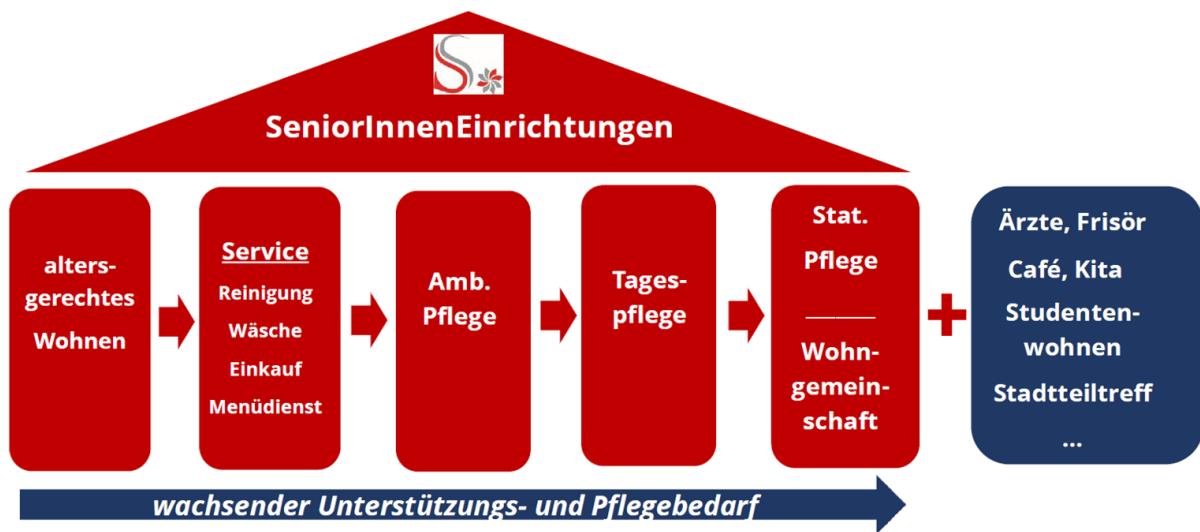 S
SeniorInnenEinrichtungen
alters-
gerechtes
Wohnen
Service
Reinigung
Wäsche
Einkauf
Menüdienst
Amb.
Pflege
Tages-
pflege
Stat.
Pflege
Wohn-
gemein-
schaft
+
Ärzte, Frisör
Café, Kita
Studenten-
wohnen
Stadtteiltreff
...
wachsender Unterstützungs- und Pflegebedarf